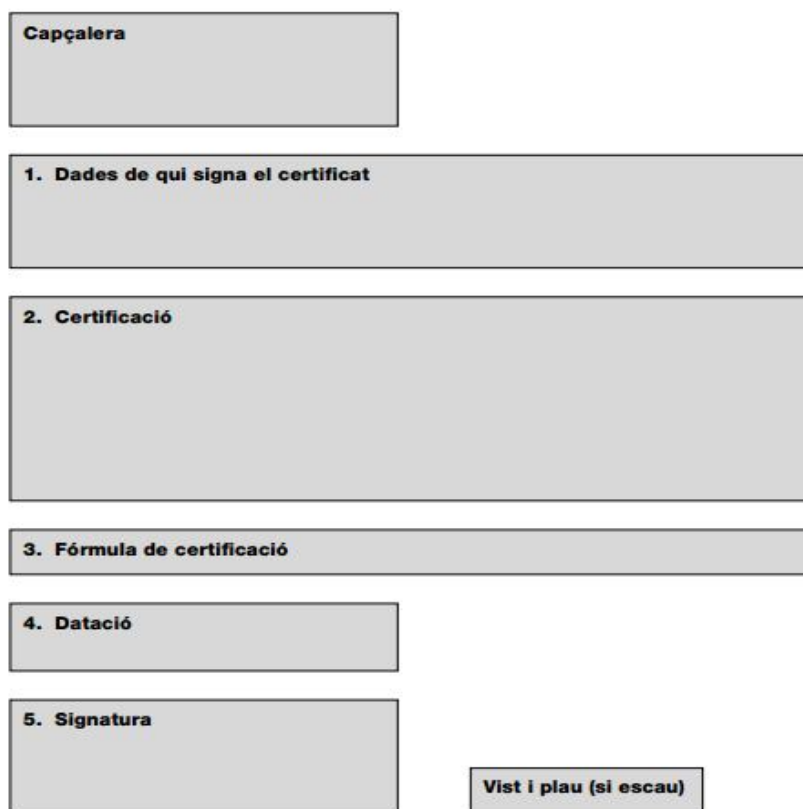 Capçalera
1. Dades de qui signa el certificat
2. Certificació
3. Fórmula de certificació
4. Datació
5. Signatura
Vist i plau (si escau)